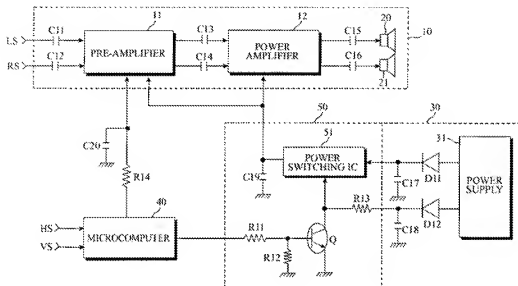 11
12
20
LS
C11
C13
C15
10
PRE-AMPLIFIER
POWER
AMPLIFIER
RS
C12
C14
C16
21
50
30
C20
51
31
POWER
SWITCHING IC
R14
C19
C17
D11
POWER
SUPPLY
40
R13
D12
HS
VS
MICROCOMPUTER
R11
R12
Q
C18